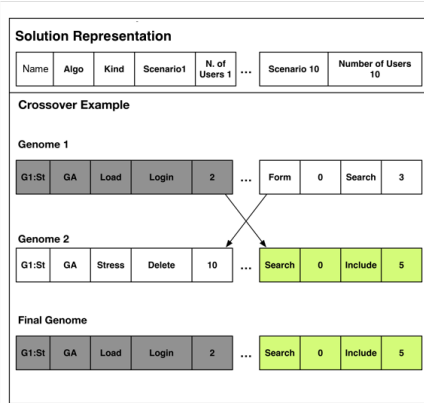 Solution Representation
Name Algo Kind Scenario1 N. of Users 1 ... Scenario 10 Number of Users 10
Crossover Example
Genome 1
G1:St GA Load Login 2 ... Form 0 Search 3
Genome 2
G1:St GA Stress Delete 10 ... Search 0 Include 5
Final Genome
G1:St GA Load Login 2 ... Search 0 Include 5